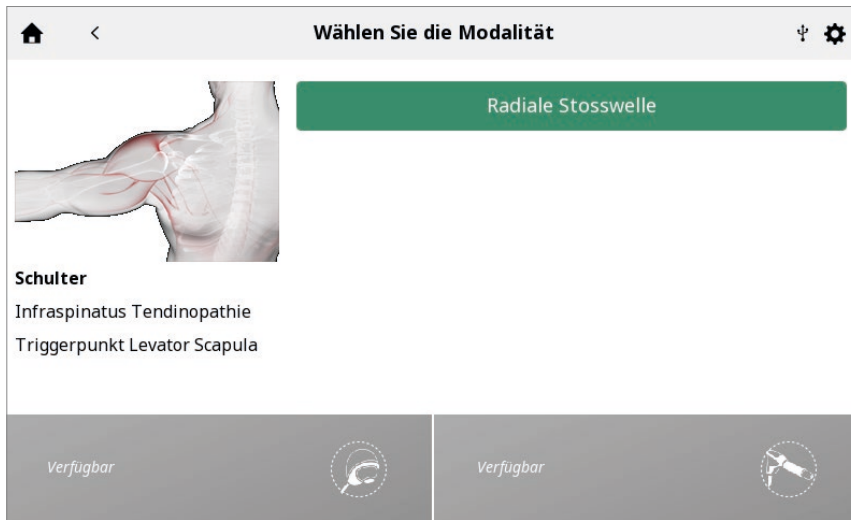 Wählen Sie die Modalität
Radiale Stosswelle
Schulter
Infraspinatus Tendinopathie
Triggerpunkt Levator Scapula
Verfügbar
Verfügbar